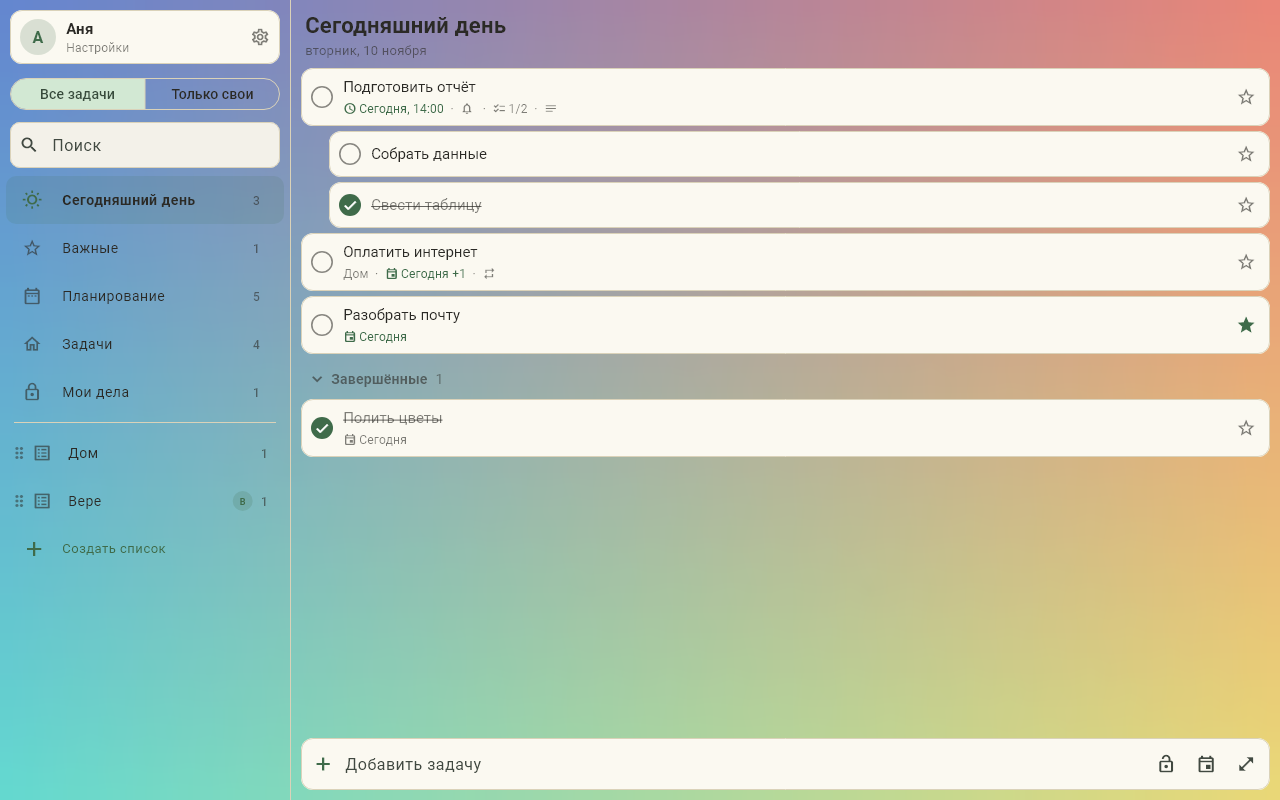 А
Аня
Настройки
Все задачи
Только свои
Поиск
Сегодняшний день 3
Важные 1
Планирование 5
Задачи 4
Мои дела 1
Дом 1
Вере В 1
Создать список
Сегодняшний день
вторник, 10 ноября
Подготовить отчёт
Сегодня, 14:00 · · 1/2 ·
Собрать данные
Свести таблицу
Оплатить интернет
Дом · Сегодня +1 ·
Разобрать почту
Сегодня
Завершённые 1
Полить цветы
Сегодня
Добавить задачу